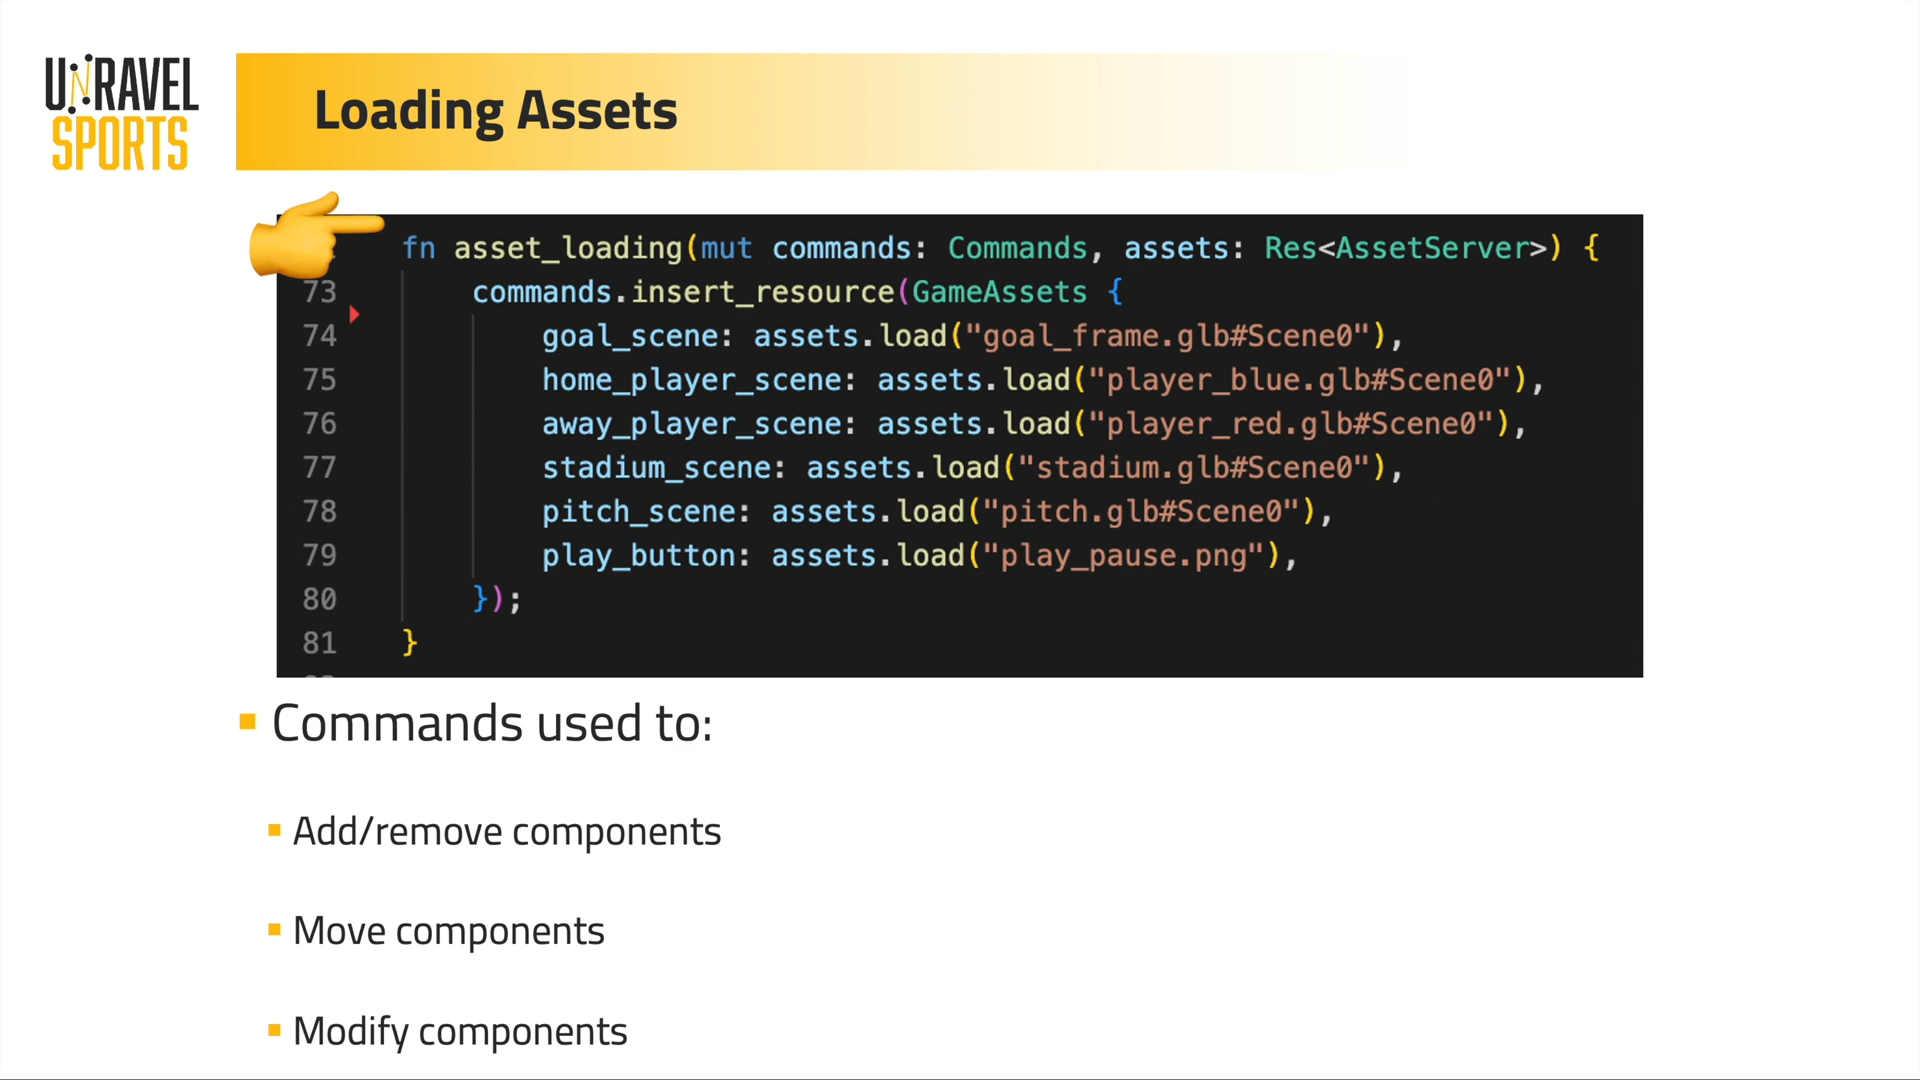 UNRAVEL
SPORTS
Loading Assets
fn asset_loading(mut commands: Commands, assets: Res<AssetServer>) {
73 commands.insert_resource(GameAssets {
74 goal_scene: assets.load("goal_frame.glb#Scene0"),
75 home_player_scene: assets.load("player_blue.glb#Scene0"),
76 away_player_scene: assets.load("player_red.glb#Scene0"),
77 stadium_scene: assets.load("stadium.glb#Scene0"),
78 pitch_scene: assets.load("pitch.glb#Scene0"),
79 play_button: assets.load("play_pause.png"),
80 });
81 }
Commands used to:
Add/remove components
Move components
Modify components